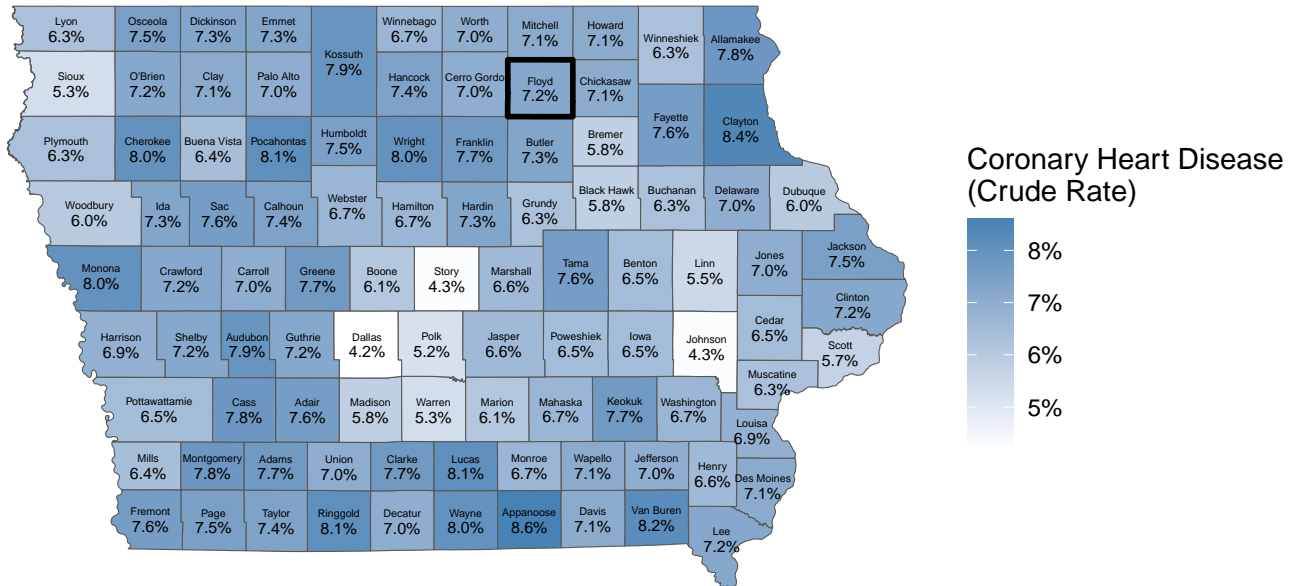 Lyon
6.3%
Osceola
7.5%
Dickinson
7.3%
Emmet
7.3%
Kossuth
7.9%
Winnebago
6.7%
Worth
7.0%
Mitchell
7.1%
Howard
7.1%
Winneshiek
6.3%
Allamakee
7.8%
Sioux
5.3%
O'Brien
7.2%
Clay
7.1%
Palo Alto
7.0%
Hancock
7.4%
Cerro Gordo
7.0%
Floyd
7.2%
Chickasaw
7.1%
Fayette
7.6%
Clayton
8.4%
Plymouth
6.3%
Cherokee
8.0%
Buena Vista
6.4%
Pocahontas
8.1%
Humboldt
7.5%
Wright
8.0%
Franklin
7.7%
Butler
7.3%
Bremer
5.8%
Woodbury
6.0%
Ida
7.3%
Sac
7.6%
Calhoun
7.4%
Webster
6.7%
Hamilton
6.7%
Hardin
7.3%
Grundy
6.3%
Black Hawk
5.8%
Buchanan
6.3%
Delaware
7.0%
Dubuque
6.0%
Monona
8.0%
Crawford
7.2%
Carroll
7.0%
Greene
7.7%
Boone
6.1%
Story
4.3%
Marshall
6.6%
Tama
7.6%
Benton
6.5%
Linn
5.5%
Jones
7.0%
Jackson
7.5%
Clinton
7.2%
Harrison
6.9%
Shelby
7.2%
Audubon
7.9%
Guthrie
7.2%
Dallas
4.2%
Polk
5.2%
Jasper
6.6%
Poweshiek
6.5%
Iowa
6.5%
Johnson
4.3%
Cedar
6.5%
Scott
5.7%
Muscatine
6.3%
Pottawattamie
6.5%
Cass
7.8%
Adair
7.6%
Madison
5.8%
Warren
5.3%
Marion
6.1%
Mahaska
6.7%
Keokuk
7.7%
Washington
6.7%
Louisa
6.9%
Mills
6.4%
Montgomery
7.8%
Adams
7.7%
Union
7.0%
Clarke
7.7%
Lucas
8.1%
Monroe
6.7%
Wapello
7.1%
Jefferson
7.0%
Henry
6.6%
Des Moines
7.1%
Fremont
7.6%
Page
7.5%
Taylor
7.4%
Ringgold
8.1%
Decatur
7.0%
Wayne
8.0%
Appanoose
8.6%
Davis
7.1%
Van Buren
8.2%
Lee
7.2%
Coronary Heart Disease
(Crude Rate)
8%
7%
6%
5%